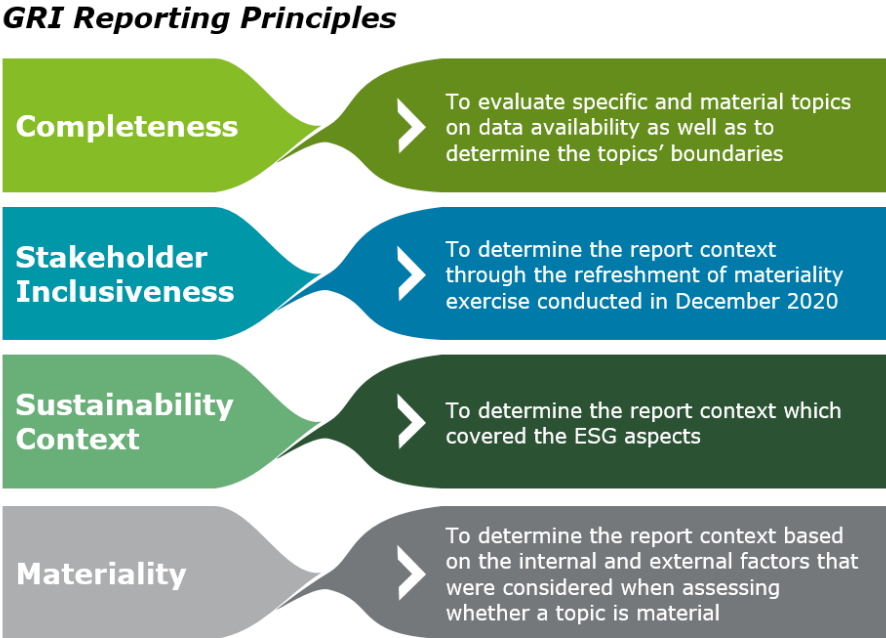 GRI Reporting Principles
Completeness
To evaluate specific and material topics
on data availability as well as to
determine the topics’ boundaries
Stakeholder
Inclusiveness
To determine the report context
through the refreshment of materiality
exercise conducted in December 2020
Sustainability
Context
To determine the report context which
covered the ESG aspects
Materiality
To determine the report context based
on the internal and external factors that
were considered when assessing
whether a topic is material